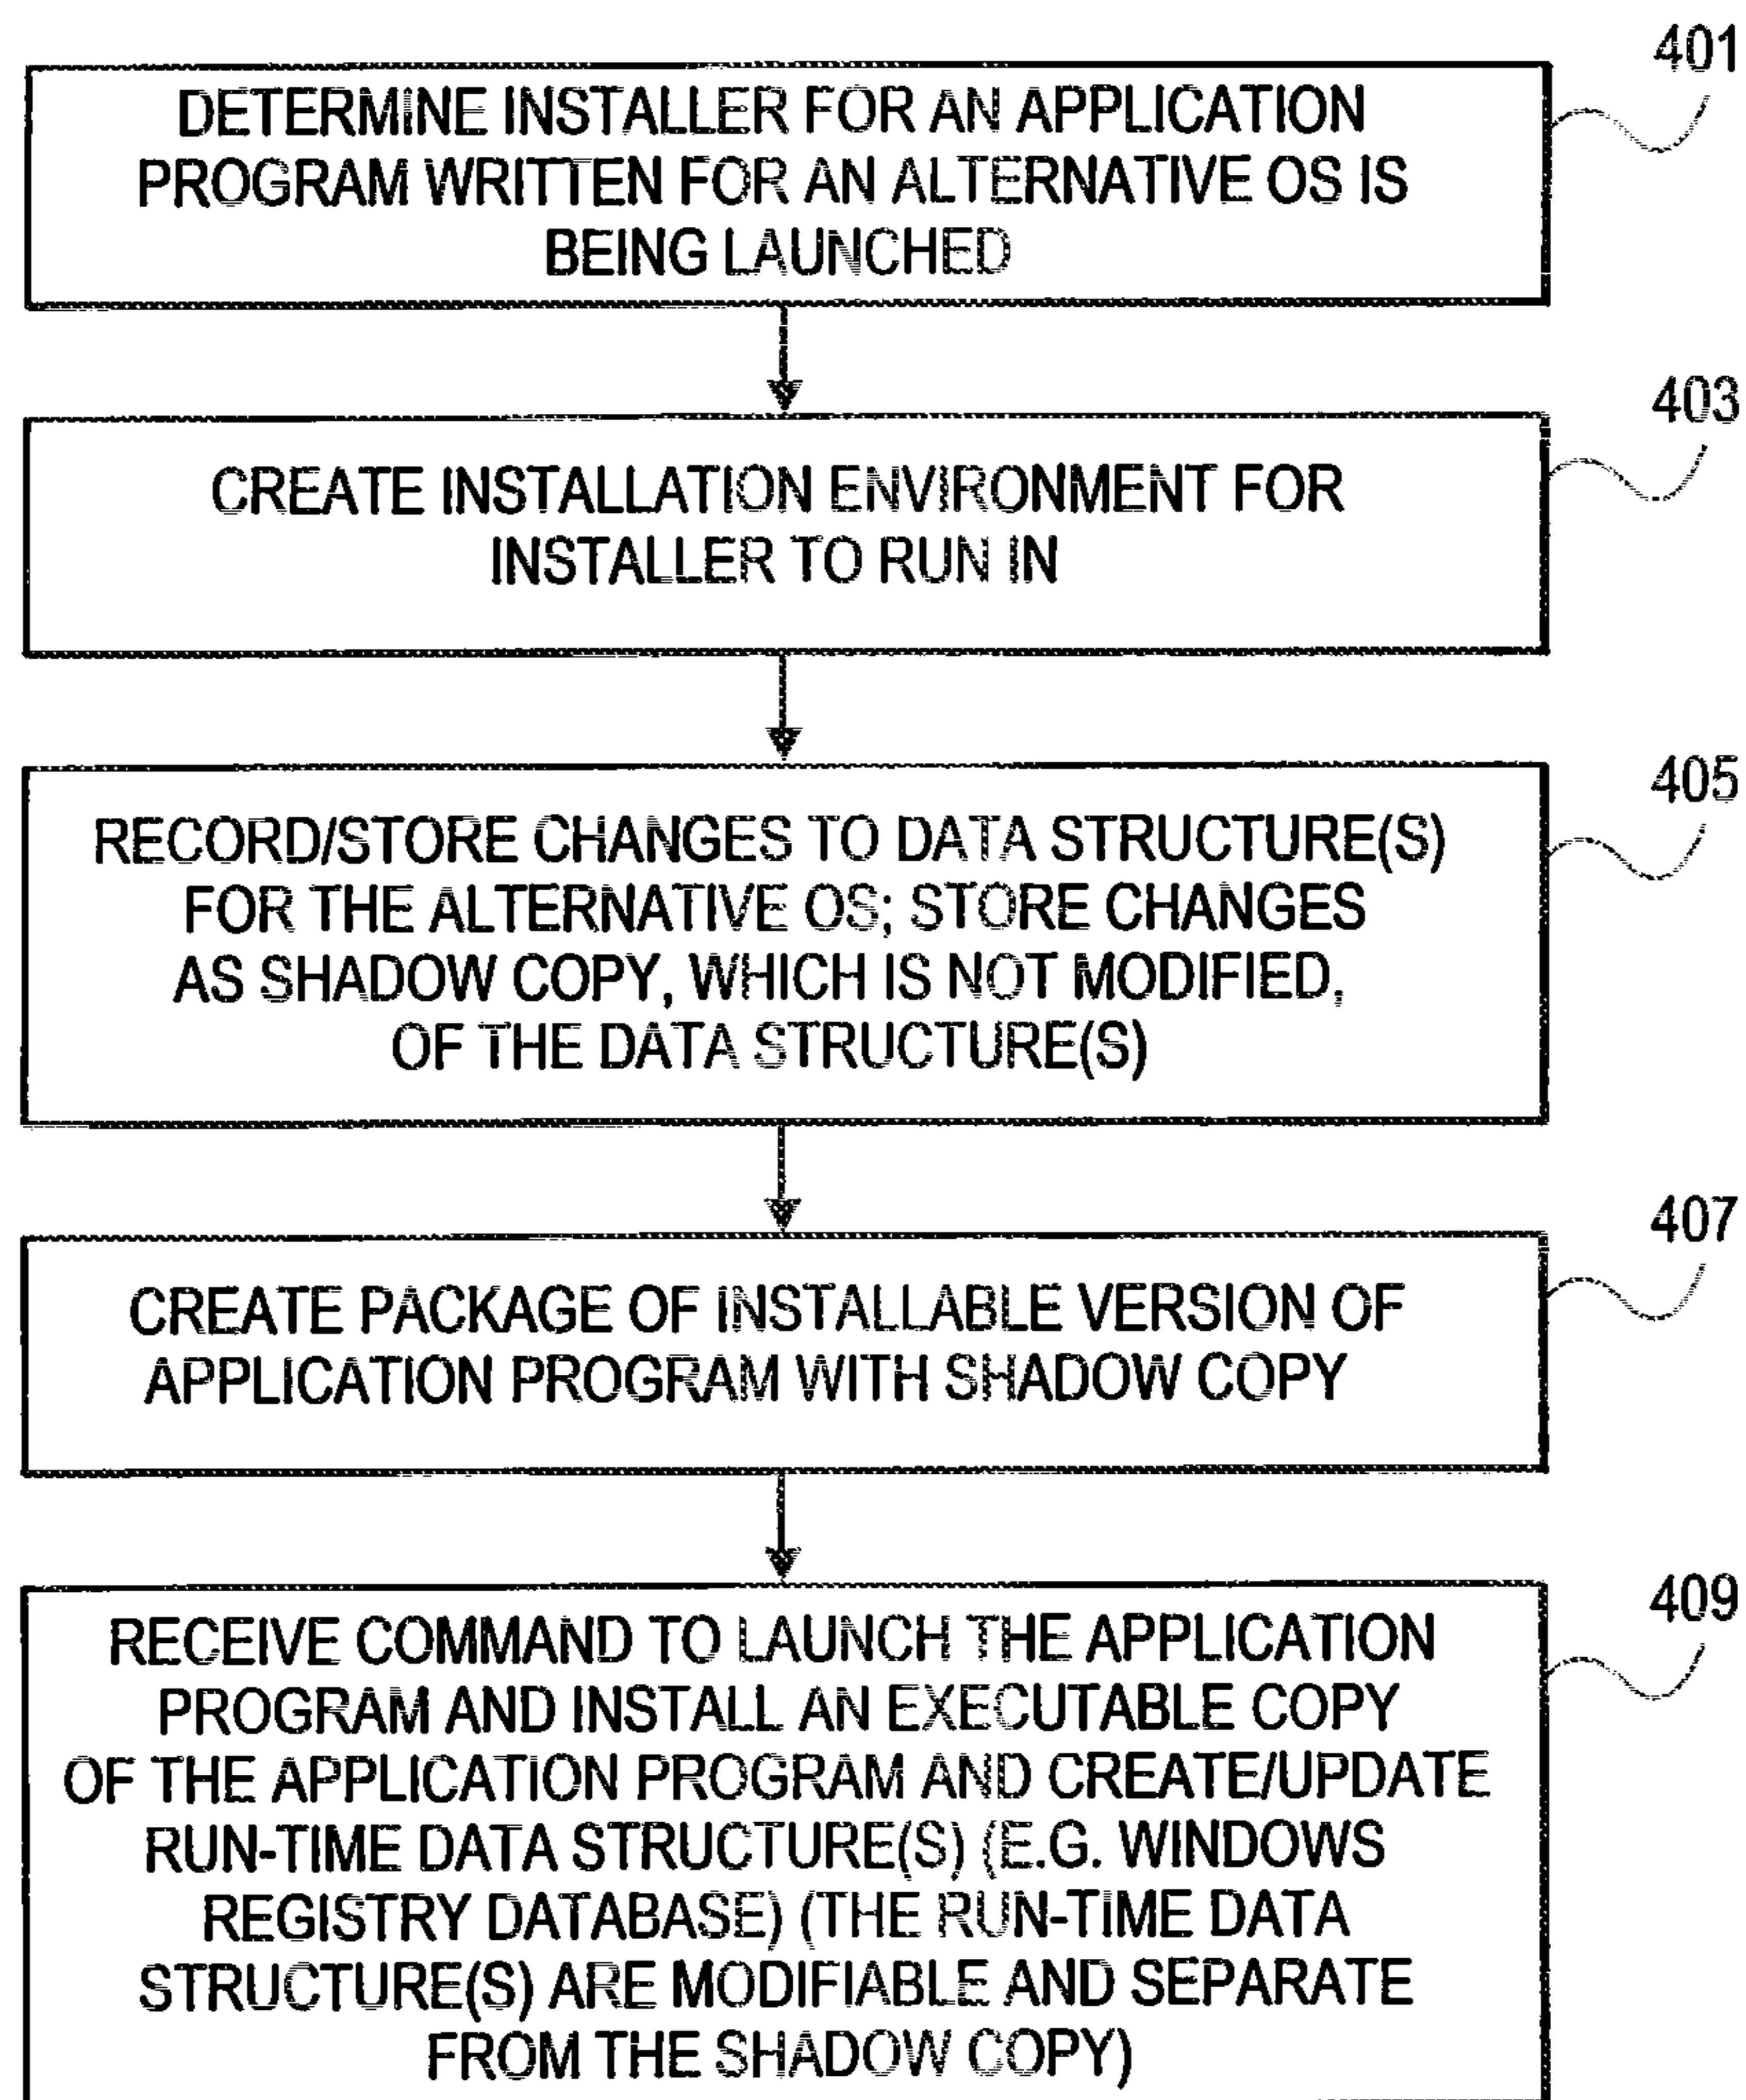 401
DETERMINE INSTALLER FOR AN APPLICATION
PROGRAM WRITTEN FOR AN ALTERNATIVE OS IS
BEING LAUNCHED
403
CREATE INSTALLATION ENVIRONMENT FOR
INSTALLER TO RUN IN
405
RECORD/STORE CHANGES TO DATA STRUCTURE(S)
FOR THE ALTERNATIVE OS; STORE CHANGES
AS SHADOW COPY, WHICH IS NOT MODIFIED,
OF THE DATA STRUCTURE(S)
407
CREATE PACKAGE OF INSTALLABLE VERSION OF
APPLICATION PROGRAM WITH SHADOW COPY
409
RECEIVE COMMAND TO LAUNCH THE APPLICATION
PROGRAM AND INSTALL AN EXECUTABLE COPY
OF THE APPLICATION PROGRAM AND CREATE/UPDATE
RUN-TIME DATA STRUCTURE(S) (E.G. WINDOWS
REGISTRY DATABASE) (THE RUN-TIME DATA
STRUCTURE(S) ARE MODIFIABLE AND SEPARATE
FROM THE SHADOW COPY)